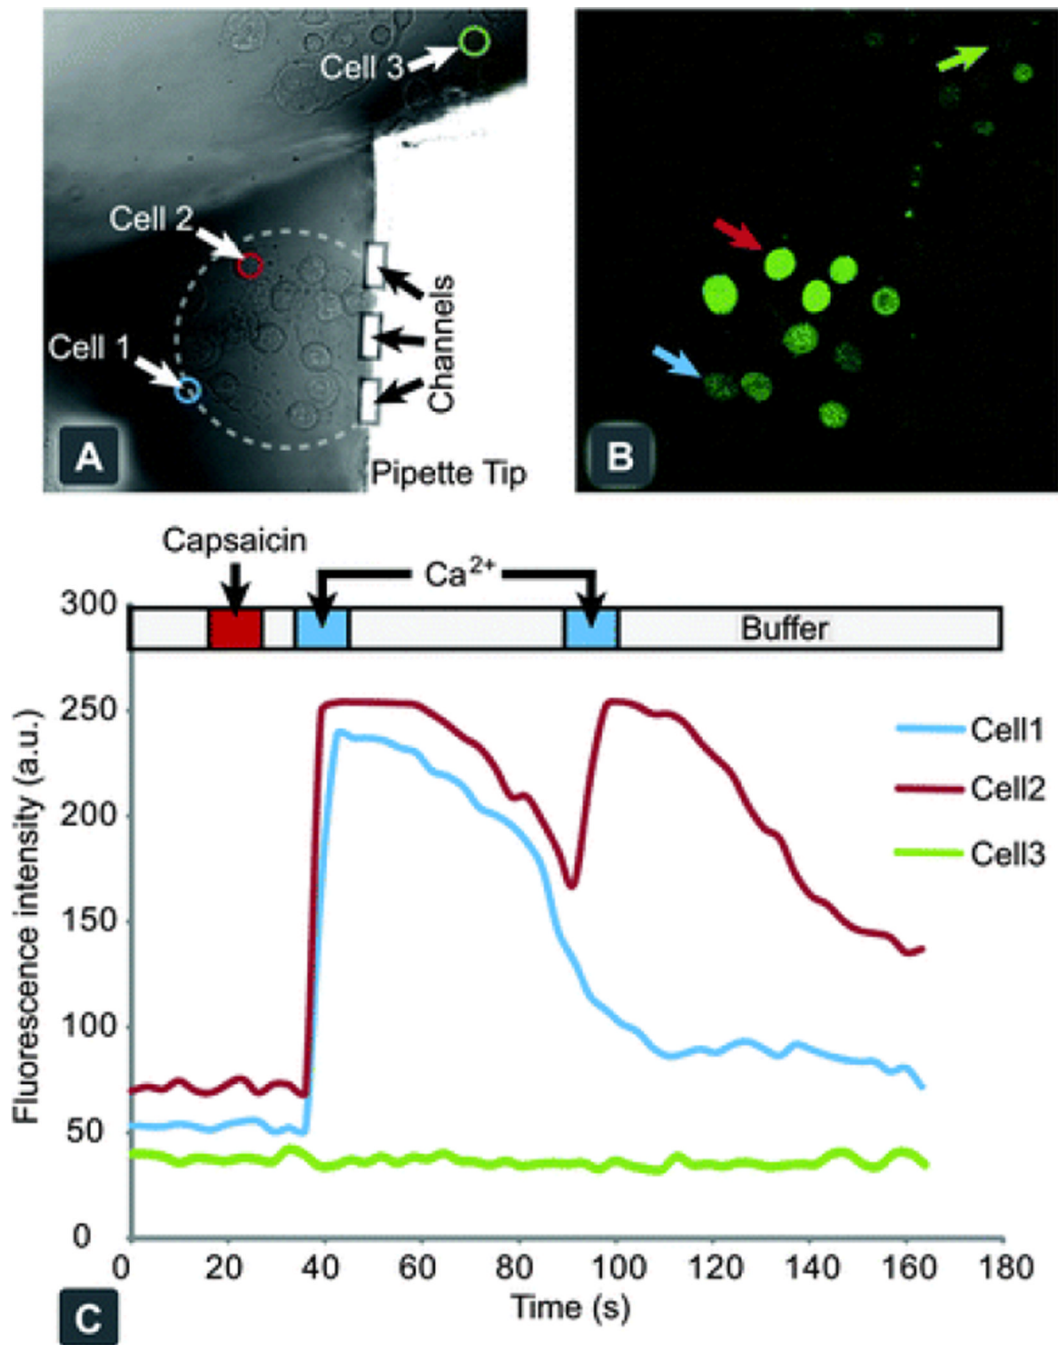 Cell 3
Cell 2
Cell 1
Channels
A
Pipette Tip
B
Capsaicin
Ca²⁺
Buffer
300
250
200
150
100
50
0
Fluorescence intensity (a.u.)
Cell1
Cell2
Cell3
0 20 40 60 80 100 120 140 160 180
Time (s)
C